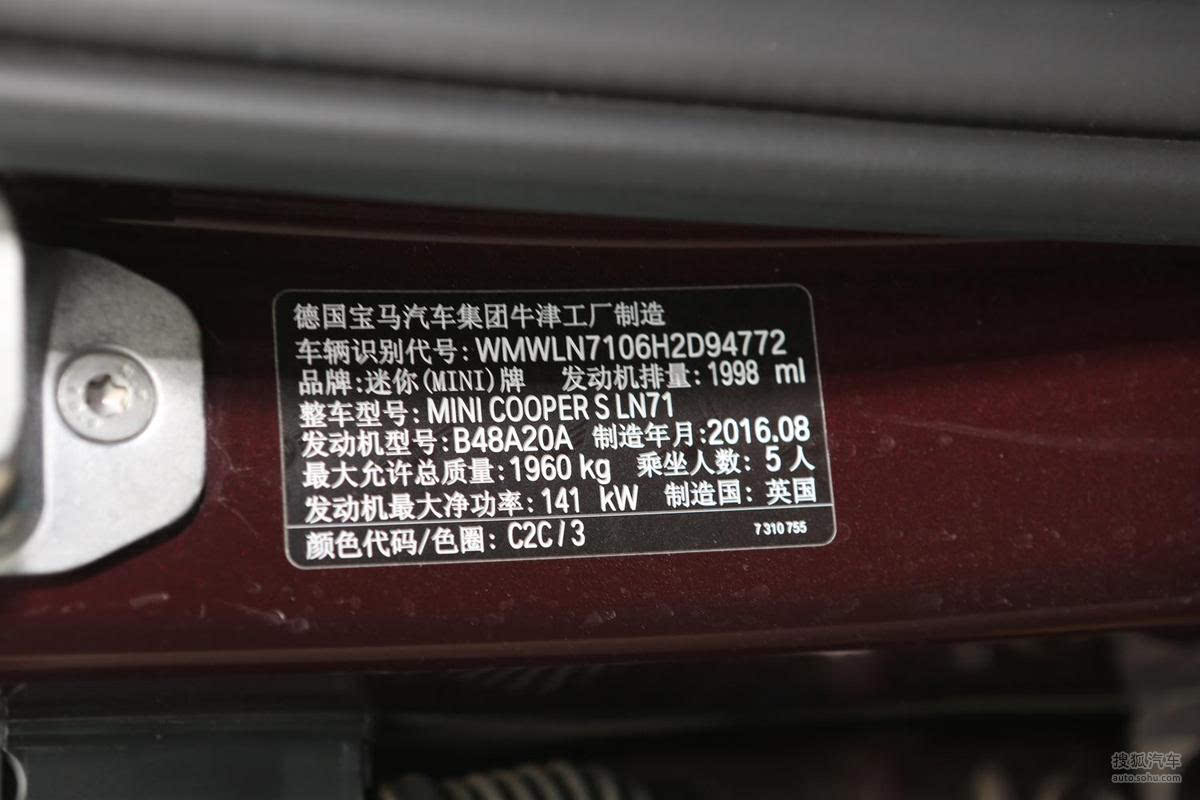 德国宝马汽车集团牛津工厂制造
车辆识别代号: WMWLN7106H2D94772
品牌:迷你(MINI)牌 发动机排量: 1998 ml
整车型号: MINI COOPER S LN71
发动机型号: B48A20A 制造年月:2016.08
最大允许总质量: 1960 kg 乘坐人数: 5 人
发动机最大净功率: 141 kW 制造国: 英国
颜色代码/色圈: C2C / 3 7 310 755
搜狐汽车
auto.sohu.com